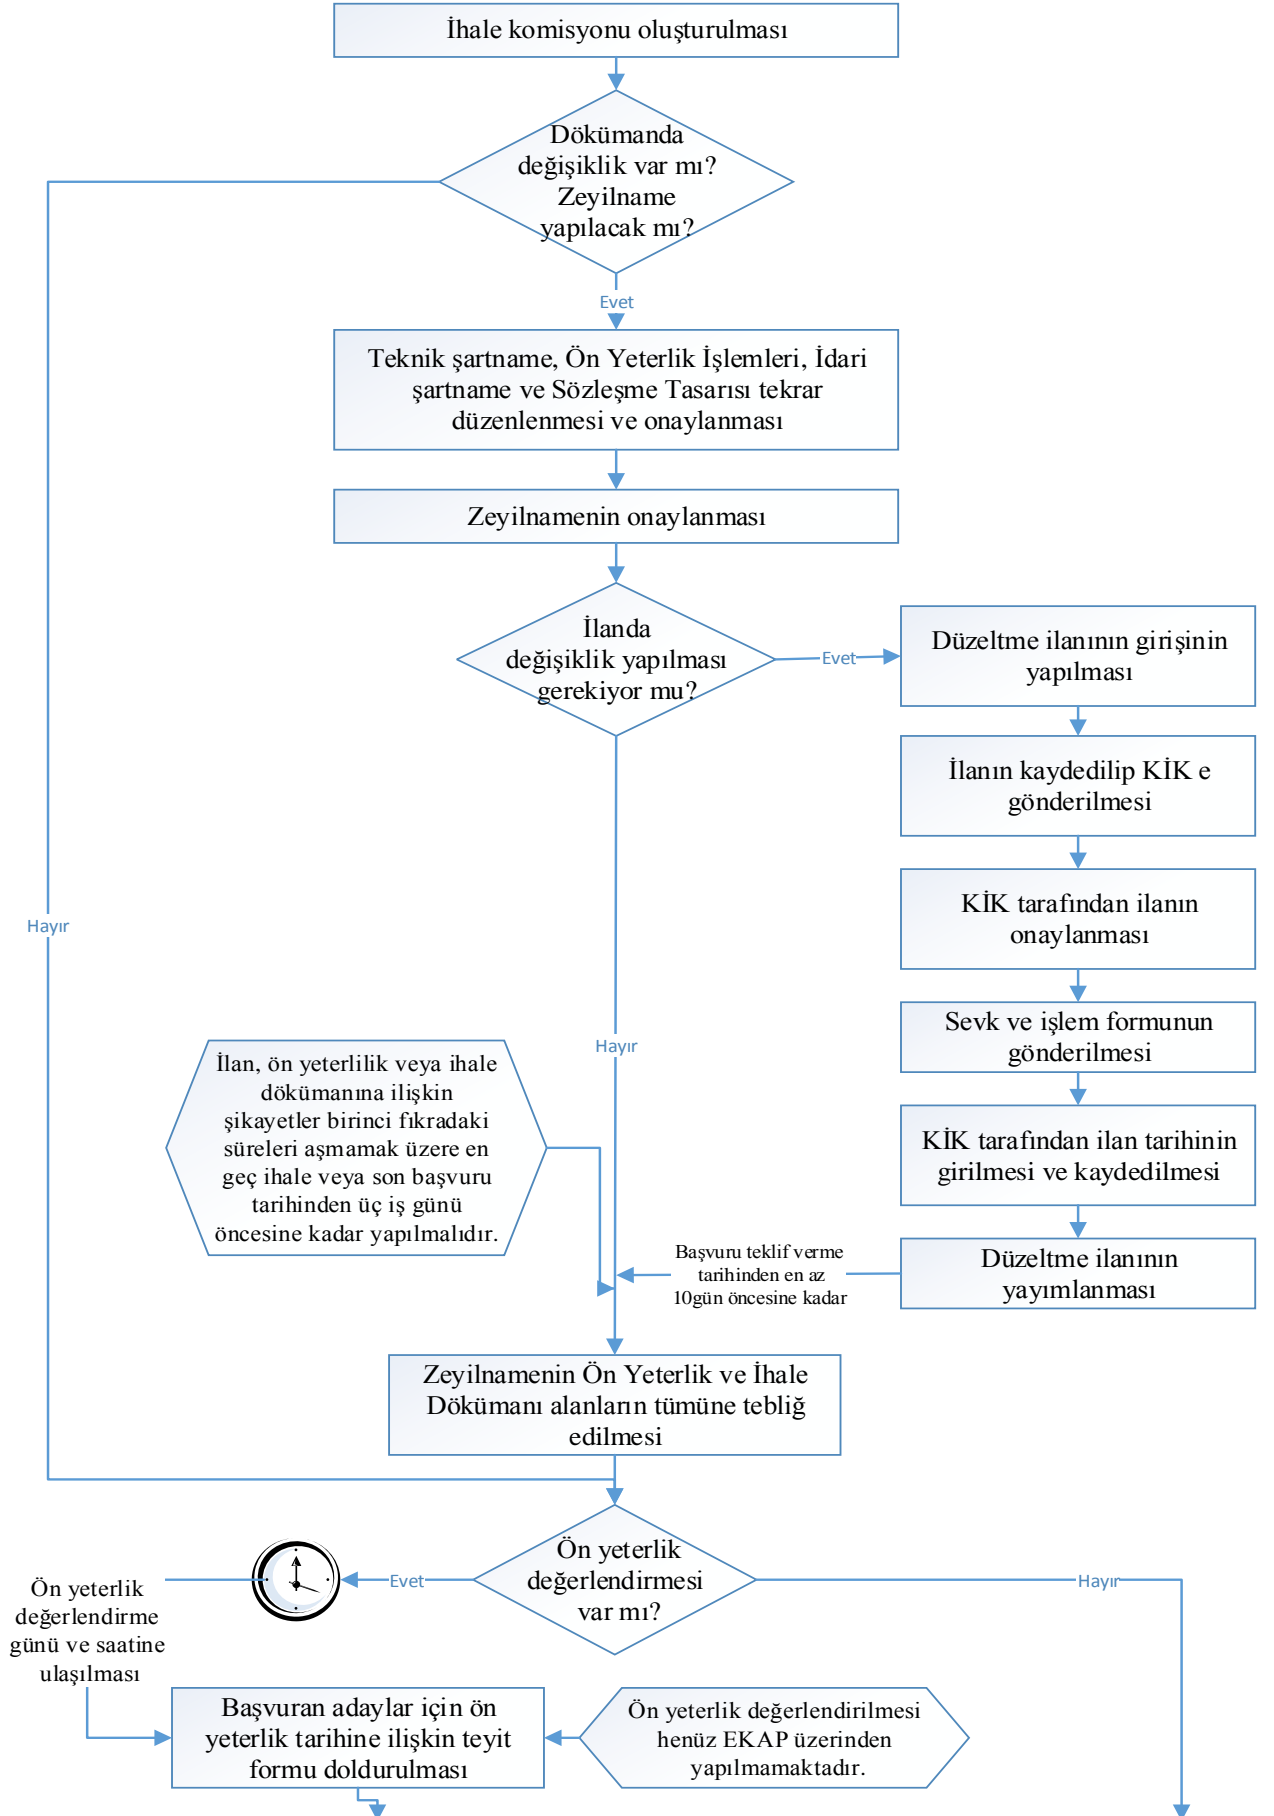 İhale komisyonu oluşturulması
Dökümanda
değişiklik var mı?
Zeyilname
yapılacak mı?
Evet
Teknik şartname, Ön Yeterlik İşlemleri, İdari
şartname ve Sözleşme Tasarısı tekrar
düzenlenmesi ve onaylanması
Zeyilnamenin onaylanması
İlanda
değişiklik yapılması
gerekiyor mu?
Evet
Düzeltme ilanının girişinin
yapılması
İlanın kaydedilip KİK e
gönderilmesi
KİK tarafından ilanın
onaylanması
Hayır
Sevk ve işlem formunun
gönderilmesi
Hayır
İlan, ön yeterlilik veya ihale
dökümanına ilişkin
şikayetler birinci fıkradaki
süreleri aşmamak üzere en
geç ihale veya son başvuru
tarihinden üç iş günü
öncesine kadar yapılmalıdır.
KİK tarafından ilan tarihinin
girilmesi ve kaydedilmesi
Düzeltme ilanının
yayımlanması
Başvuru teklif verme
tarihinden en az
10gün öncesine kadar
Zeyilnamenin Ön Yeterlik ve İhale
Dökümanı alanların tümüne tebliğ
edilmesi
Ön yeterlik
değerlendirmesi
var mı?
Evet
Hayır
Ön yeterlik
değerlendirme
günü ve saatine
ulaşılması
Başvuran adaylar için ön
yeterlik tarihine ilişkin teyit
formu doldurulması
Ön yeterlik değerlendirilmesi
henüz EKAP üzerinden
yapılmamaktadır.